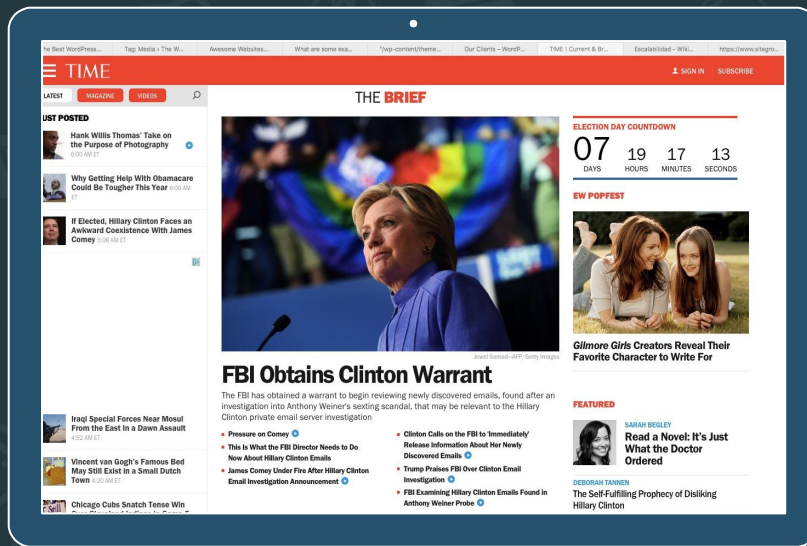 he Best WordPress... Tag: Media ‹ The W... Awesome Websites... What are some exa... "/wp-content/theme... Our Clients – WordP... TIME | Current & Br... Escalabilidad - Wiki... https://www.sitegro...
TIME
SIGN IN SUBSCRIBE
LATEST MAGAZINE VIDEOS
UST POSTED
Hank Willis Thomas' Take on
the Purpose of Photography
6:00 AM ET
Why Getting Help With Obamacare
Could Be Tougher This Year 6:00 AM
ET
If Elected, Hillary Clinton Faces an
Awkward Coexistence With James
Comey 5:08 AM ET
Iraqi Special Forces Near Mosul
From the East In a Dawn Assault
4:52 AM ET
Vincent van Gogh's Famous Bed
May Still Exist in a Small Dutch
Town 4:20 AM ET
Chicago Cubs Snatch Tense Win
THE BRIEF
Jewel Samad—AFP/Getty Images
FBI Obtains Clinton Warrant
The FBI has obtained a warrant to begin reviewing newly discovered emails, found after an
investigation into Anthony Weiner's sexting scandal, that may be relevant to the Hillary
Clinton private email server investigation
Pressure on Comey
This Is What the FBI Director Needs to Do
Now About Hillary Clinton Emails
James Comey Under Fire After Hillary Clinton
Email Investigation Announcement
Clinton Calls on the FBI to 'Immediately'
Release Information About Her Newly
Discovered Emails
Trump Praises FBI Over Clinton Email
Investigation
FBI Examining Hillary Clinton Emails Found in
Anthony Weiner Probe
ELECTION DAY COUNTDOWN
07 19 17 13
DAYS HOURS MINUTES SECONDS
EW POPFEST
Gilmore Girls Creators Reveal Their
Favorite Character to Write For
FEATURED
SARAH BEGLEY
Read a Novel: It's Just
What the Doctor
Ordered
DEBORAH TANNEN
The Self-Fulfilling Prophecy of Disliking
Hillary Clinton